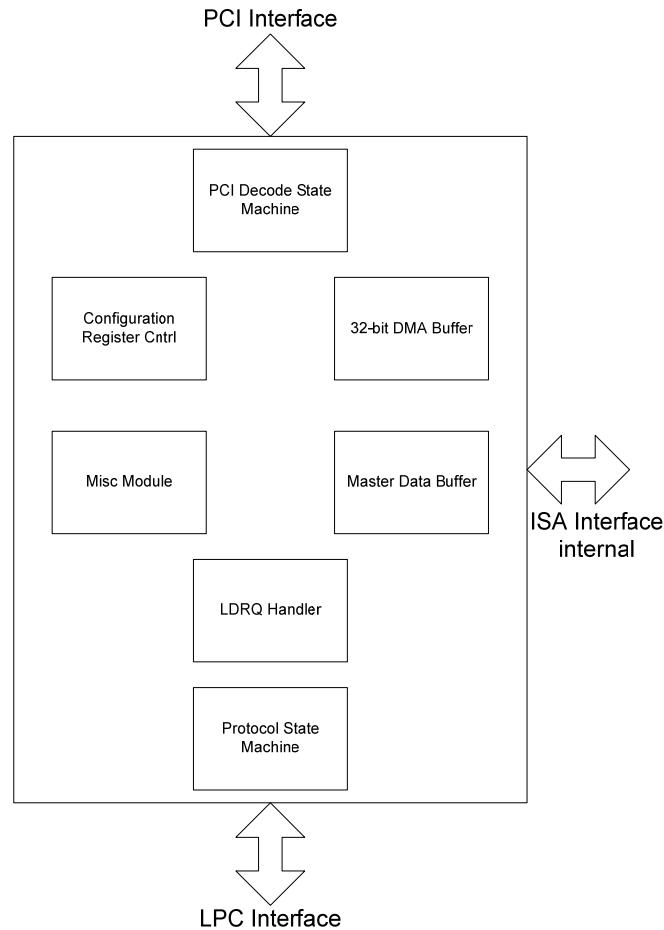 PCI Interface
PCI Decode State
Machine
Configuration
Register Cntrl
32-bit DMA Buffer
Misc Module
Master Data Buffer
ISA Interface
internal
LDRQ Handler
Protocol State
Machine
LPC Interface